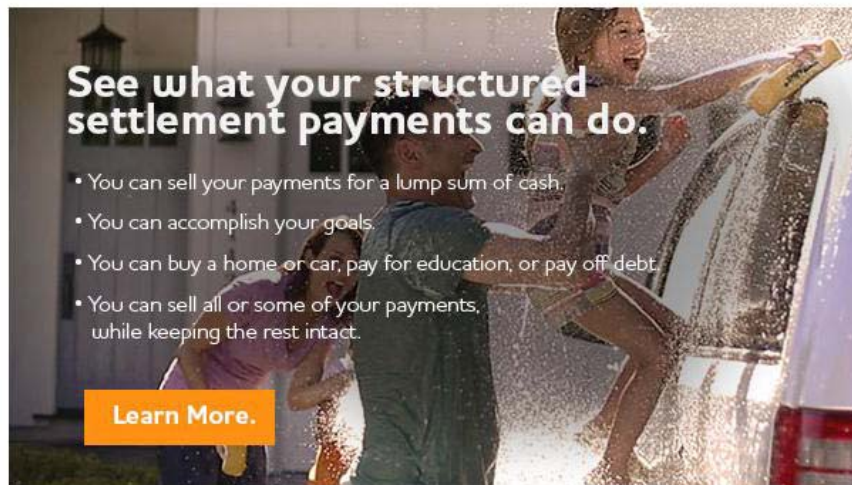 See what your structured
settlement payments can do.
• You can sell your payments for a lump sum of cash.
• You can accomplish your goals.
• You can buy a home or car, pay for education, or pay off debt.
• You can sell all or some of your payments,
while keeping the rest intact.
Learn More.